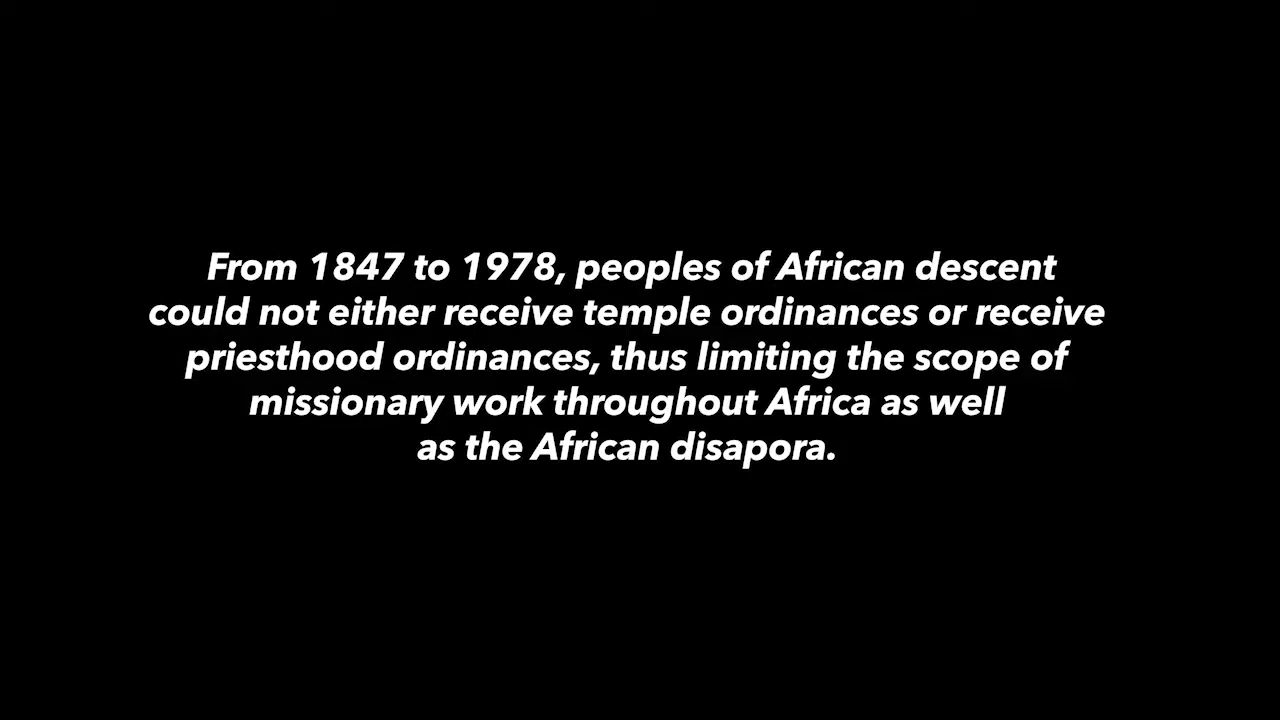 From 1847 to 1978, peoples of African descent
could not either receive temple ordinances or receive
priesthood ordinances, thus limiting the scope of
missionary work throughout Africa as well
as the African disapora.